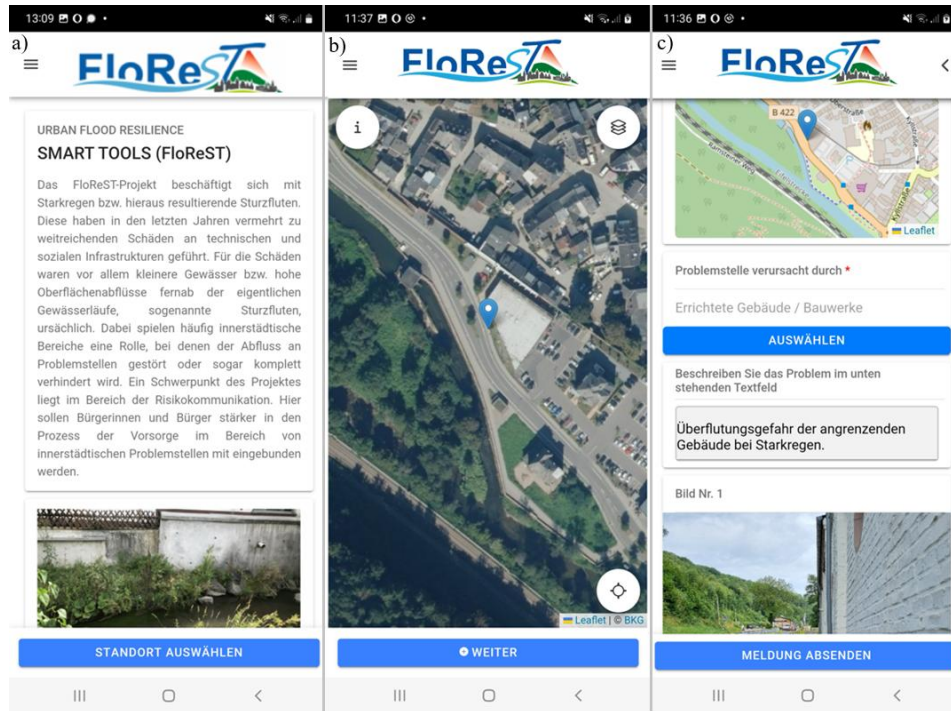 13:09
a)
FloReST
URBAN FLOOD RESILIENCE
SMART TOOLS (FloReST)
Das FloReST-Projekt beschäftigt sich mit
Starkregen bzw. hieraus resultierende Sturzfluten.
Diese haben in den letzten Jahren vermehrt zu
weitreichenden Schäden an technischen und
sozialen Infrastrukturen geführt. Für die Schäden
waren vor allem kleinere Gewässer bzw. hohe
Oberflächenabflüsse fernab der eigentlichen
Gewässerläufe, sogenannte Sturzfluten,
ursächlich. Dabei spielen häufig innerstädtische
Bereiche eine Rolle, bei denen der Abfluss an
Problemstellen gestört oder sogar komplett
verhindert wird. Ein Schwerpunkt des Projektes
liegt im Bereich der Risikokommunikation. Hier
sollen Bürgerinnen und Bürger stärker in den
Prozess der Vorsorge im Bereich von
innerstädtischen Problemstellen mit eingebunden
werden.
STANDORT AUSWÄHLEN
11:37
b)
FloReST
i
Leaflet | © BKG
WEITER
11:36
c)
FloReST
B 422
Oberstraße
Kyllstraße
Ramsteiner Weg
Eifelstrecke
P
Kyllstraße
Leaflet
Problemstelle verursacht durch *
Errichtete Gebäude / Bauwerke
AUSWÄHLEN
Beschreiben Sie das Problem im unten
stehenden Textfeld
Überflutungsgefahr der angrenzenden
Gebäude bei Starkregen.
Bild Nr. 1
MELDUNG ABSENDEN